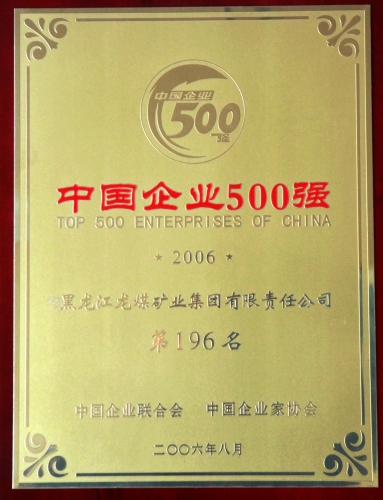 中国企业
500
强
中国企业500强
TOP 500 ENTERPRISES OF CHINA
★ 2006 ★
黑龙江龙煤矿业集团有限责任公司
第196名
中国企业联合会 中国企业家协会
二〇〇六年八月